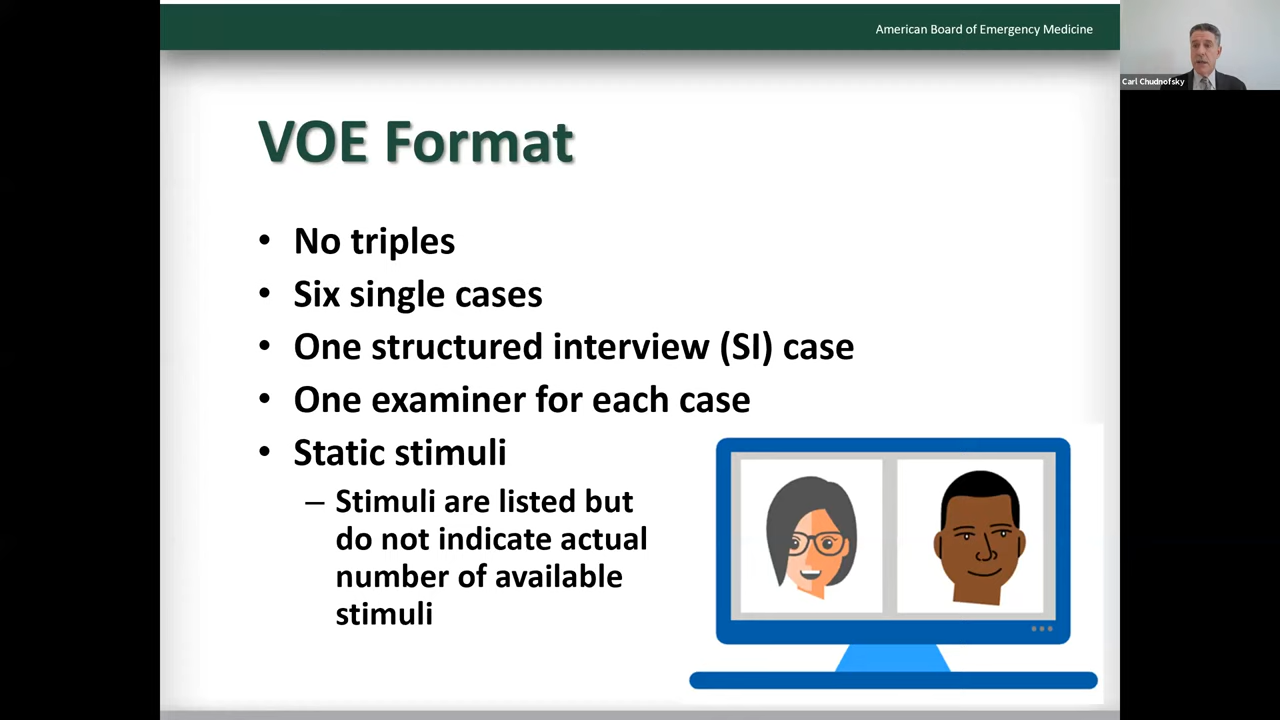 American Board of Emergency Medicine
Carl Chudnofsky
VOE Format
• No triples
• Six single cases
• One structured interview (SI) case
• One examiner for each case
• Static stimuli
– Stimuli are listed but
do not indicate actual
number of available
stimuli